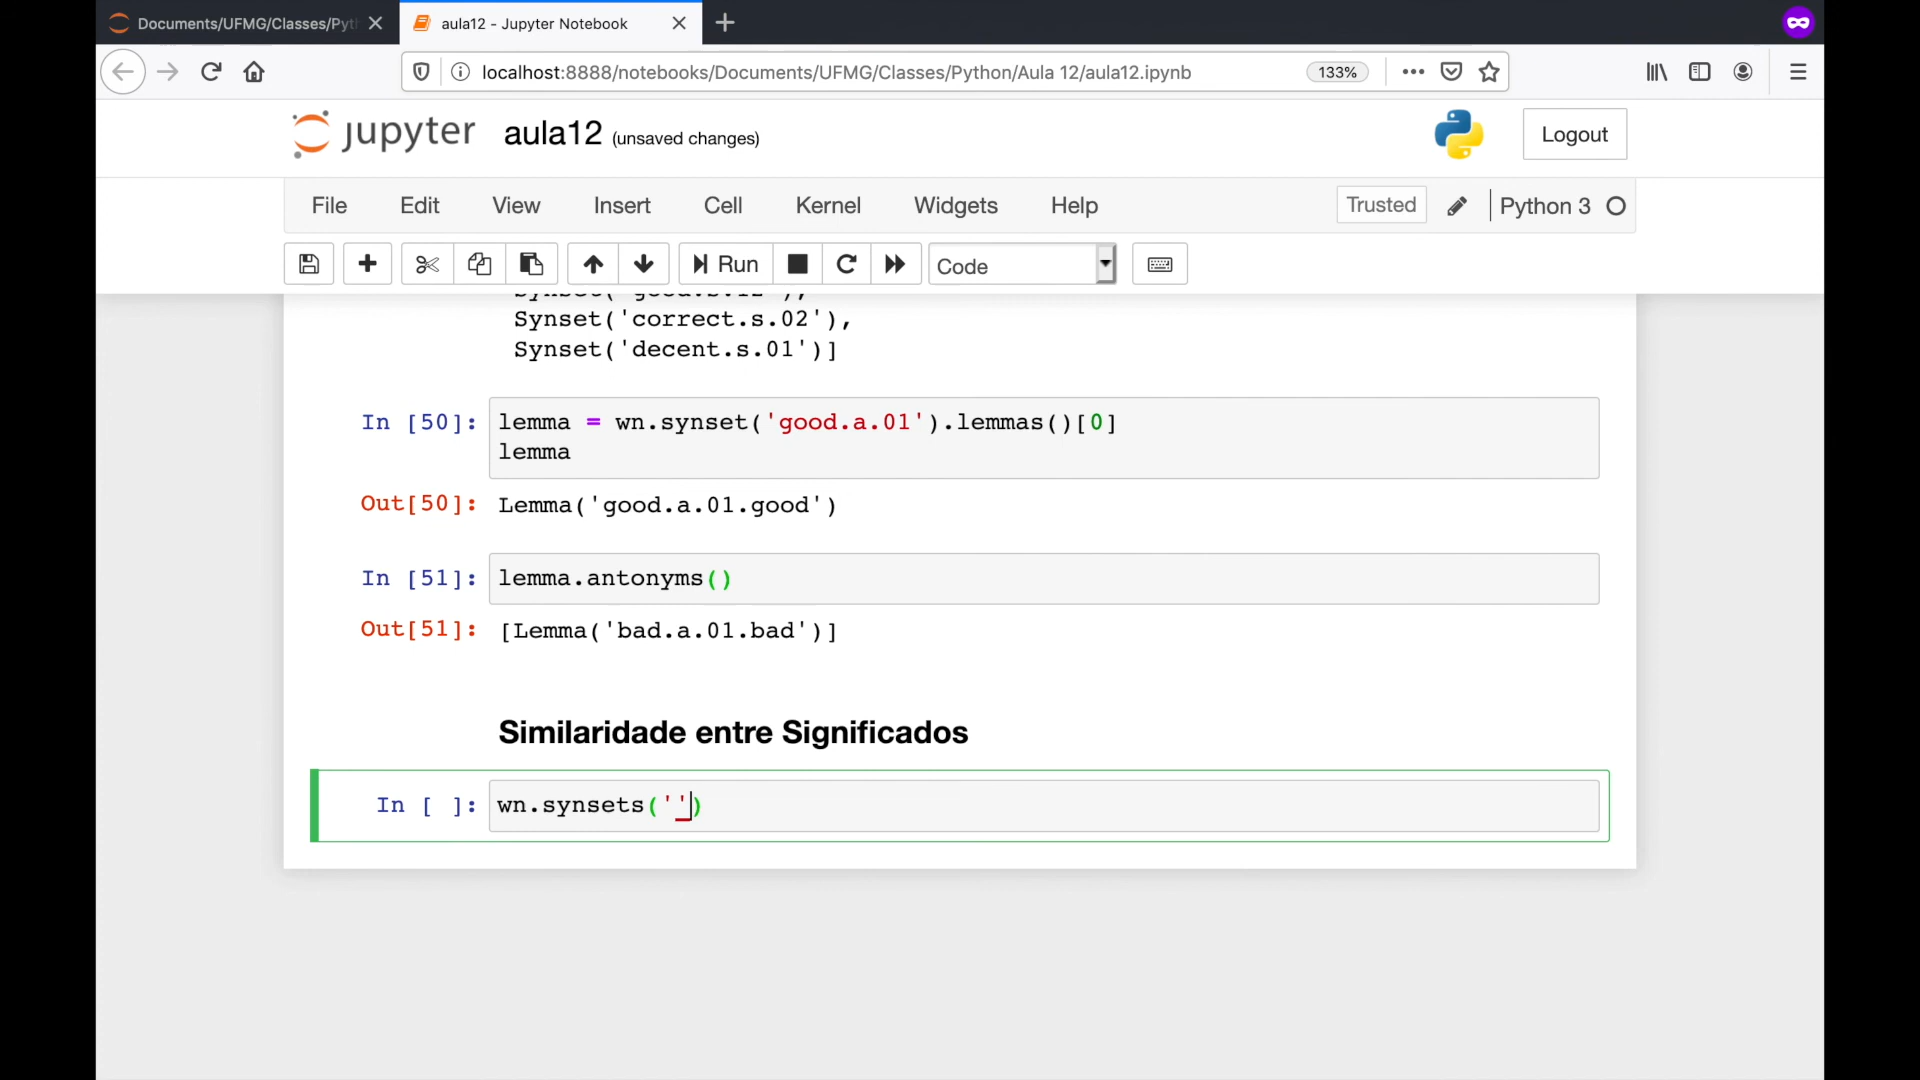 Documents/UFMG/Classes/Pyt
aula12 - Jupyter Notebook
localhost:8888/notebooks/Documents/UFMG/Classes/Python/Aula 12/aula12.ipynb
133%
jupyter aula12 (unsaved changes)
Logout
File Edit View Insert Cell Kernel Widgets Help
Trusted
Python 3
Run
Code
Synset('good.s.12'),
Synset('correct.s.02'),
Synset('decent.s.01')]
In [50]: lemma = wn.synset('good.a.01').lemmas()[0]
lemma
Out[50]: Lemma('good.a.01.good')
In [51]: lemma.antonyms()
Out[51]: [Lemma('bad.a.01.bad')]
Similaridade entre Significados
In [ ]: wn.synsets('')